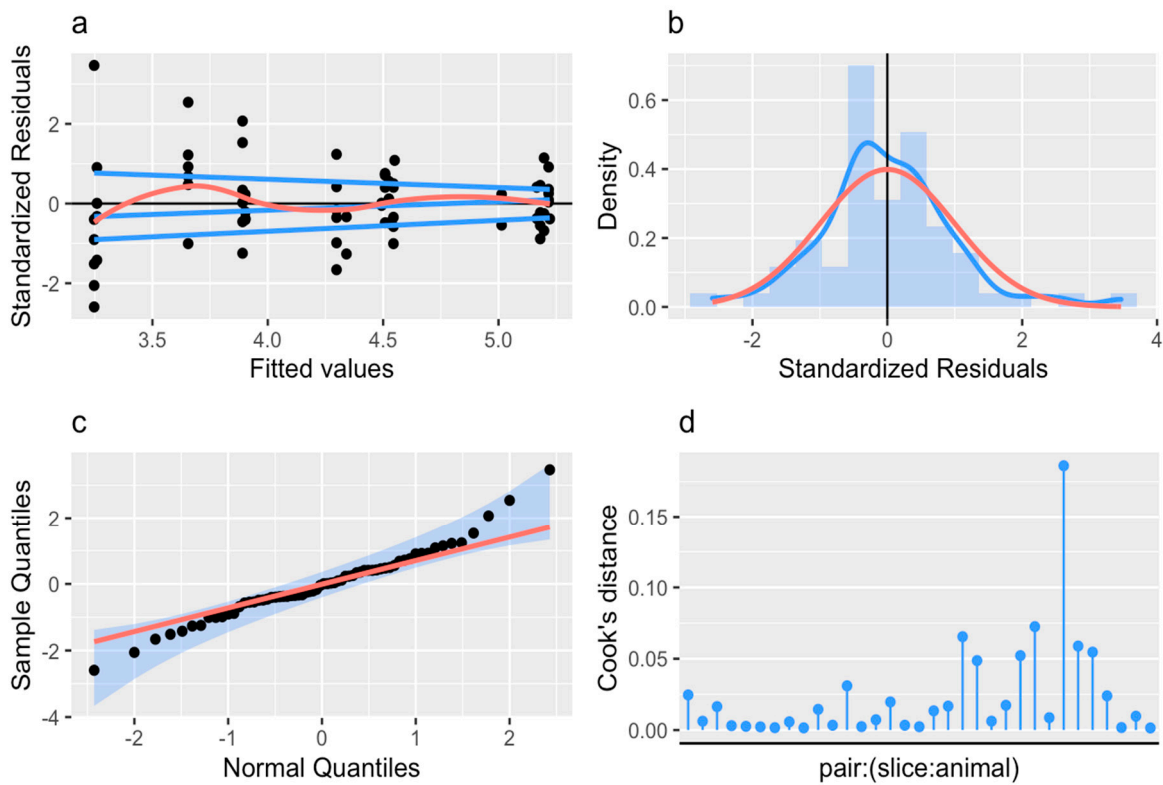 a
Standardized Residuals
2
0
-2
3.5 4.0 4.5 5.0
Fitted values
b
Density
0.6
0.4
0.2
0.0
-2 0 2 4
Standardized Residuals
c
Sample Quantiles
2
0
-2
-4
-2 -1 0 1 2
Normal Quantiles
d
Cook's distance
0.15
0.10
0.05
0.00
pair:(slice:animal)